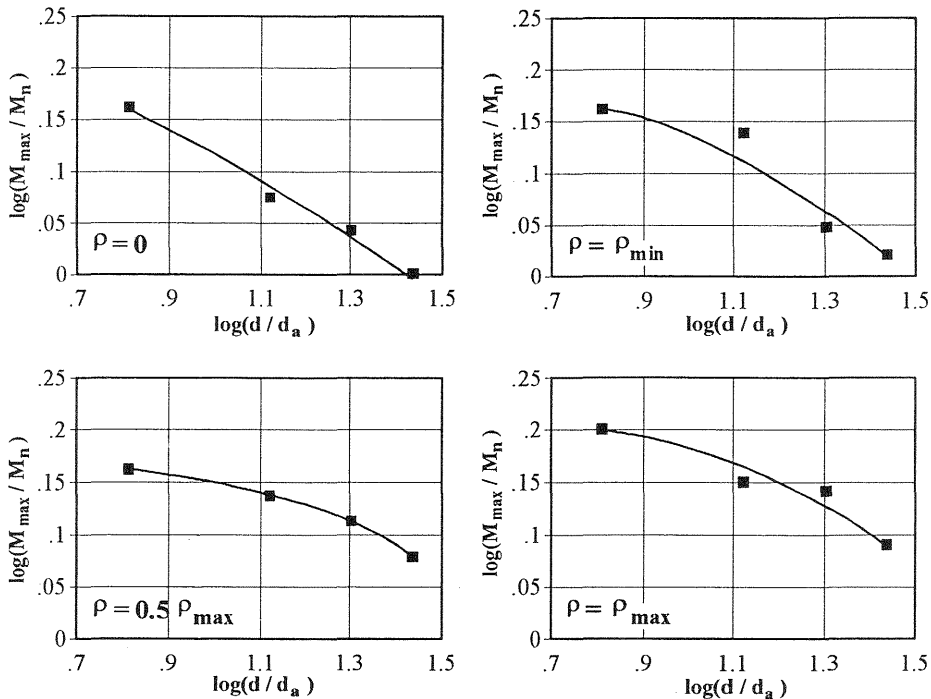 .25
.2
.15
.1
.05
0
log(M_max / M_n)
ρ = 0
.7 .9 1.1 1.3 1.5
log(d / d_a )
.25
.2
.15
.1
.05
0
log(M_max / M_n)
ρ = ρ_min
.7 .9 1.1 1.3 1.5
log(d / d_a )
.25
.2
.15
.1
.05
0
log(M_max / M_n)
ρ = 0.5 ρ_max
.7 .9 1.1 1.3 1.5
log(d / d_a )
.25
.2
.15
.1
.05
0
log(M_max / M_n)
ρ = ρ_max
.7 .9 1.1 1.3 1.5
log(d / d_a )